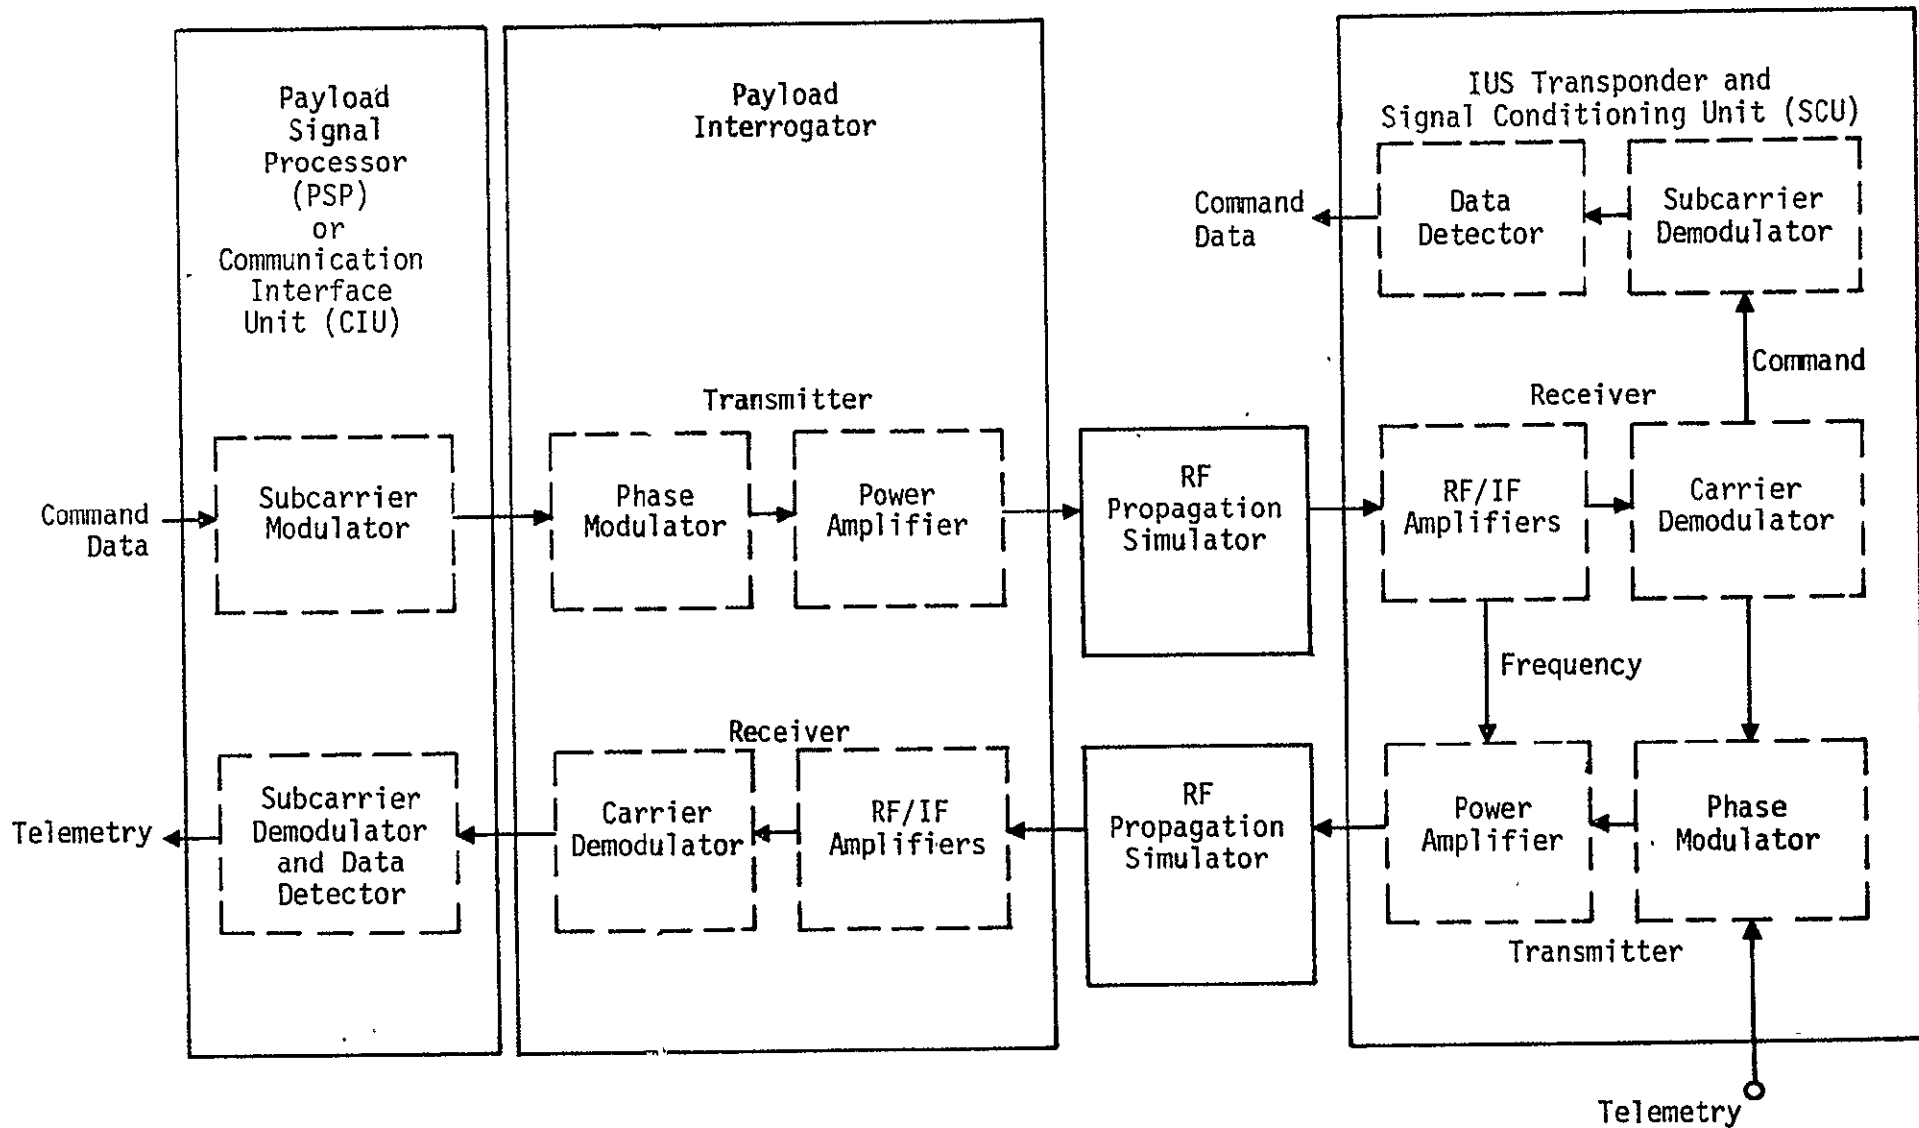 Payload
Signal
Processor
(PSP)
or
Communication
Interface
Unit (CIU)
Payload
Interrogator
IUS Transponder and
Signal Conditioning Unit (SCU)
Command
Data
Data
Detector
Subcarrier
Demodulator
Command
Transmitter
Receiver
Command
Data
Subcarrier
Modulator
Phase
Modulator
Power
Amplifier
RF
Propagation
Simulator
RF/IF
Amplifiers
Carrier
Demodulator
Frequency
Receiver
Telemetry
Subcarrier
Demodulator
and Data
Detector
Carrier
Demodulator
RF/IF
Amplifiers
RF
Propagation
Simulator
Power
Amplifier
Phase
Modulator
Transmitter
Telemetry